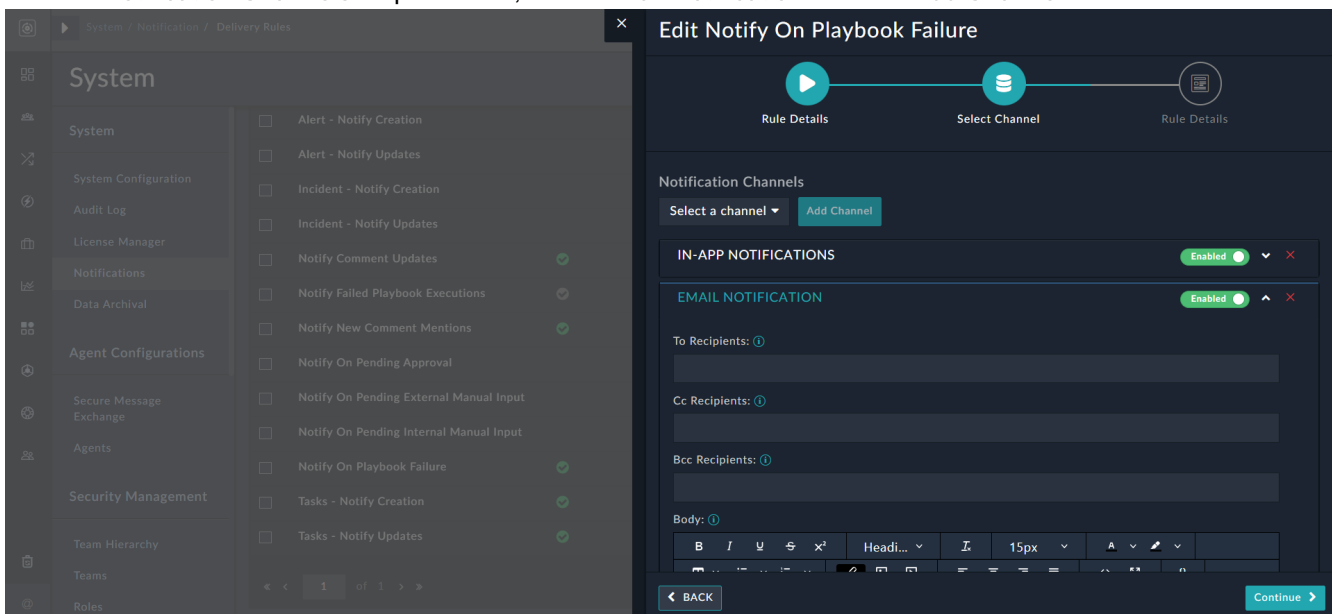 System / Notification / Delivery Rules
System
System
System Configuration
Audit Log
License Manager
Notifications
Data Archival
Agent Configurations
Secure Message
Exchange
Agents
Security Management
Team Hierarchy
Teams
Roles
Alert - Notify Creation
Alert - Notify Updates
Incident - Notify Creation
Incident - Notify Updates
Notify Comment Updates
Notify Failed Playbook Executions
Notify New Comment Mentions
Notify On Pending Approval
Notify On Pending External Manual Input
Notify On Pending Internal Manual Input
Notify On Playbook Failure
Tasks - Notify Creation
Tasks - Notify Updates
« ‹ 1 of 1 › »
×
Edit Notify On Playbook Failure
Rule Details
Select Channel
Rule Details
Notification Channels
Select a channel
Add Channel
IN-APP NOTIFICATIONS Enabled ×
EMAIL NOTIFICATION Enabled ×
To Recipients:
Cc Recipients:
Bcc Recipients:
Body:
B I U S x² Headi... Tx 15px A
BACK
Continue